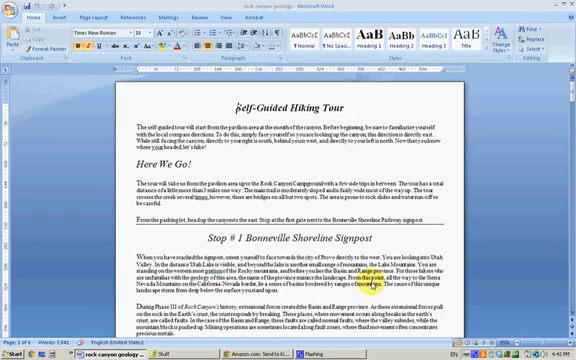 rock canyon geology - Microsoft Word
Home Insert Page Layout References Mailings Review View Acrobat
Cut
Copy
Format Painter
Paste
Clipboard
Times New Roman 18
Font
Paragraph
AaBbCcI AaBbCcI AaB AaBbC AaBbCcI AaB
¶ Normal ¶ No Spac... Heading 1 Heading 2 Heading 3 Title
Change Styles
Styles
Find
Replace
Select
Editing
Self-Guided Hiking Tour
The self-guided tour will start from the pavilion area at the mouth of the canyon. Before beginning, be sure to familiarize yourself
with the local compass directions. To do this, simply face yourself as you looking up the canyon, this direction is directly east.
While still facing the canyon, directly to your right is south, behind you is west, and directly to your left is north. Now that you know
where your headed, let's hike!
Here We Go!
The tour will take us from the pavilion area up to the Rock Canyon Campground with a few side trips in between. The tour has a total
distance of a little more than 3 miles one way. The main trail is moderately sloped and is fairly wide most of the way. The tour
crosses the creek several times, however, there are bridges on all but two spots. The area is prone to rock slides and water run-off so
be careful.
From the parking lot, head up the canyon to the east. Stop at the first gate next to the Bonneville Shoreline Pathway signpost.
Stop # 1 Bonneville Shoreline Signpost
When you have reached the signpost, orient yourself to face towards the city of Provo directly to the west. You are looking into Utah
Valley. In the distance Utah Lake is visible, and beyond the lake is another small range of mountains, the Lake Mountains. You are
standing on the western most portion of the Rocky mountains, and before you lies the Basin and Range province. For those hikers who
are unfamiliar with the geology of this area, the name of the province mimics the landscape. From this point, all the way to the Sierra
Nevada Mountains on the California-Nevada border, lay a series of basins bordered by ranges of mountains. The cause of this unique
landscape stems from deep below the surface you stand upon.
During Phase III of Rock Canyon's history, extensional forces created the Basin and Range province. As these extensional forces pull
on the rock in the Earth's crust, the crust responds by breaking. These places, where movement occurs along breaks in the earth's
crust, are called faults. In the case of the Basin and Range, these faults are called normal faults, where the valley subsides, while the
mountain block is pushed up. Mining operations are sometimes located along fault zones, where fluid movement often concentrates
precious metals.
Page: 1 of 6 Words: 3,841 95%
rock canyon geology ... Stuff Amazon.com: Send to Ki... Flashing 4:42 PM